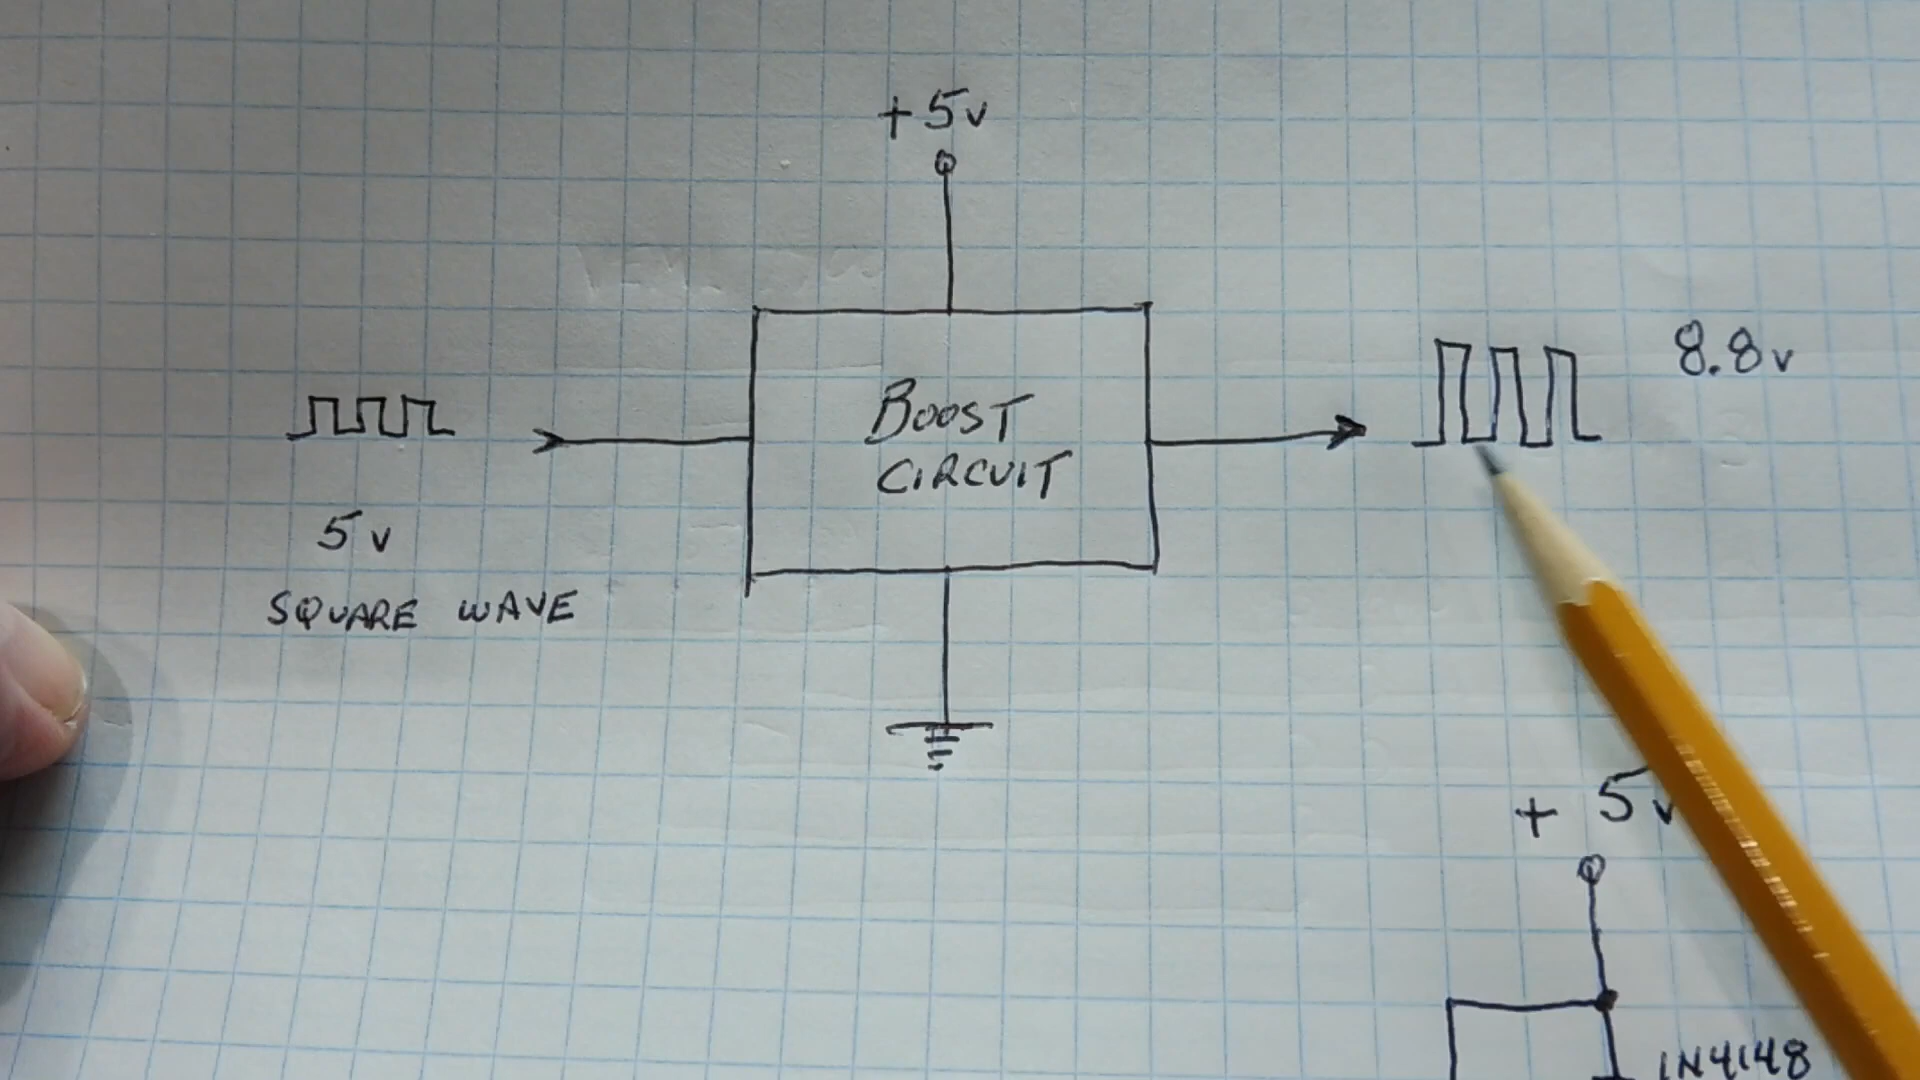 +5v
8.8v
BOOST
CIRCUIT
5v
SQUARE WAVE
+ 5v
1N4148